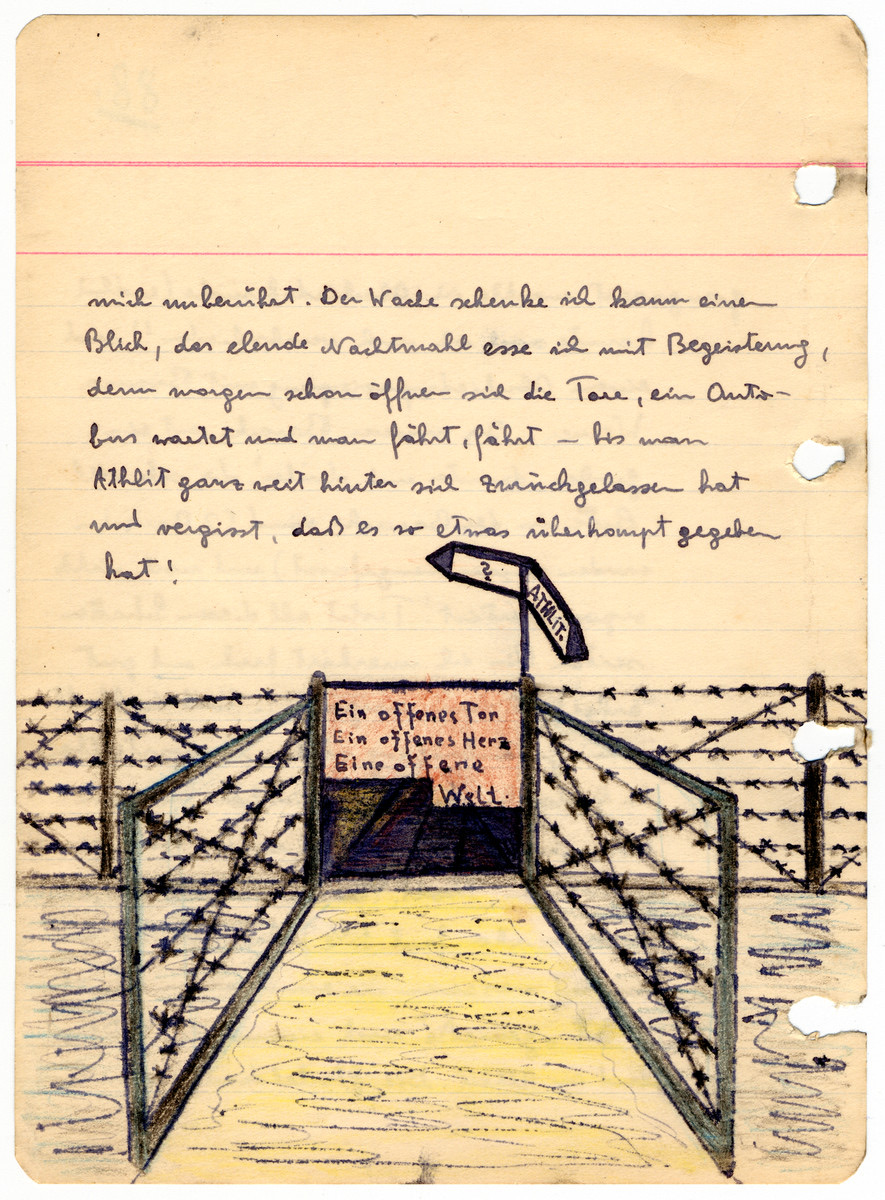 mich unberührt. Der Wache schenke ich kaum einen
Blick, das elende Nachtmahl esse ich mit Begeisterung,
denn morgen schon öffnen sich die Tore, ein Auto-
bus wartet und man fährt, fährt – bis man
Athlit ganz weit hinter sich zurückgelassen hat
und vergisst, daß es so etwas überhaupt gegeben
hat!
?
ATHLIT.
Ein offenes Tor
Ein offenes Herz
Eine offene
Welt.